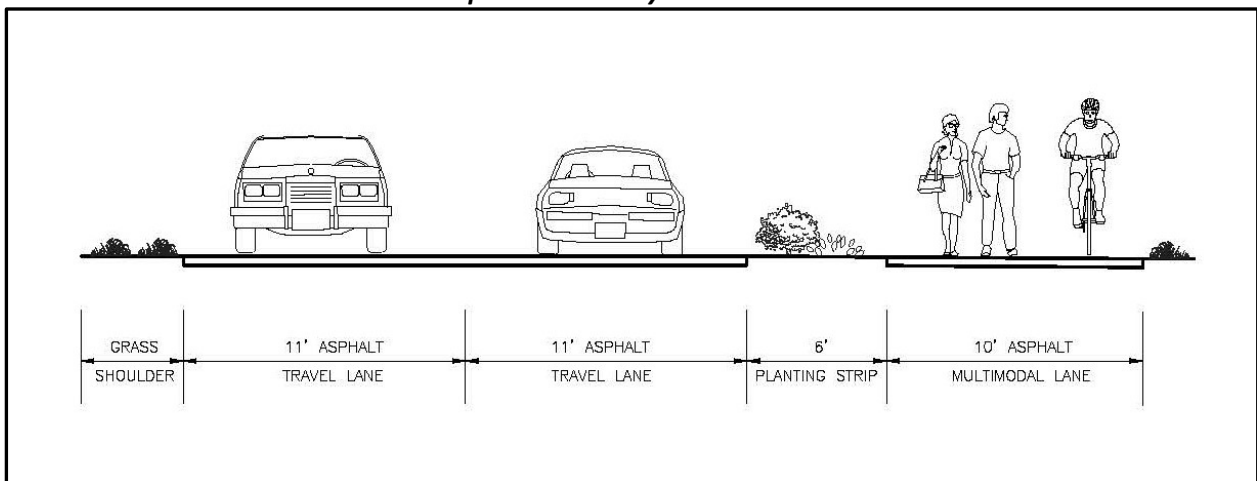 GRASS
SHOULDER
11' ASPHALT
TRAVEL LANE
11' ASPHALT
TRAVEL LANE
6'
PLANTING STRIP
10' ASPHALT
MULTIMODAL LANE